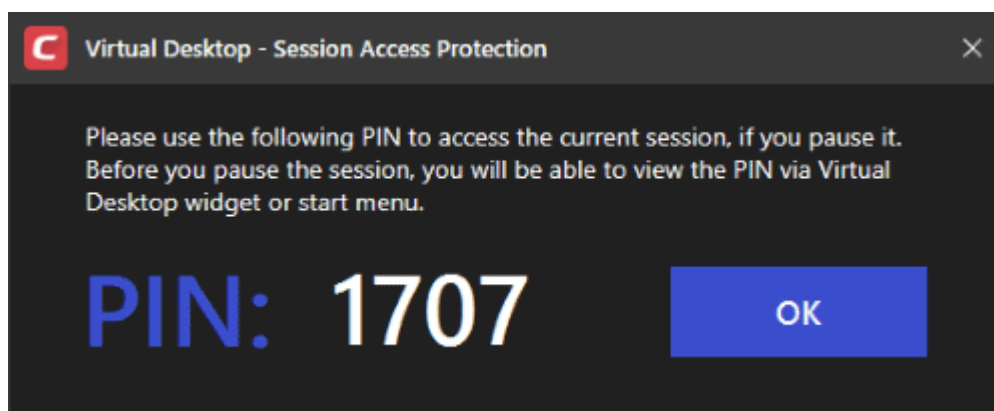 Virtual Desktop - Session Access Protection
Please use the following PIN to access the current session, if you pause it.
Before you pause the session, you will be able to view the PIN via Virtual
Desktop widget or start menu.
PIN: 1707
OK